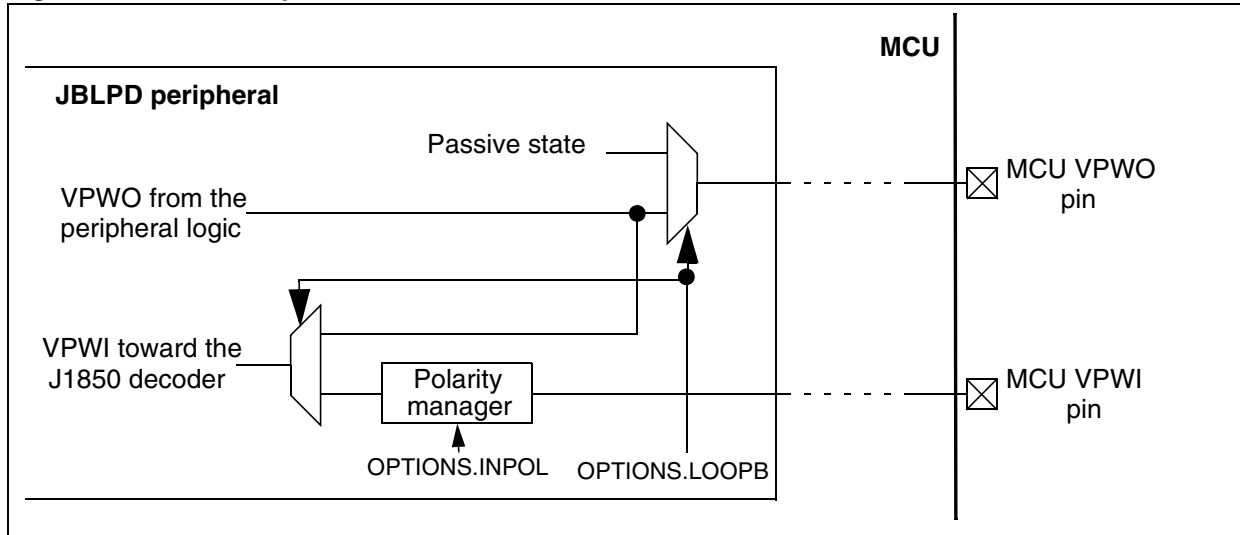 MCU
JBLPD peripheral
Passive state
VPWO from the
peripheral logic
MCU VPWO
pin
VPWI toward the
J1850 decoder
Polarity
manager
MCU VPWI
pin
OPTIONS.INPOL
OPTIONS.LOOPB